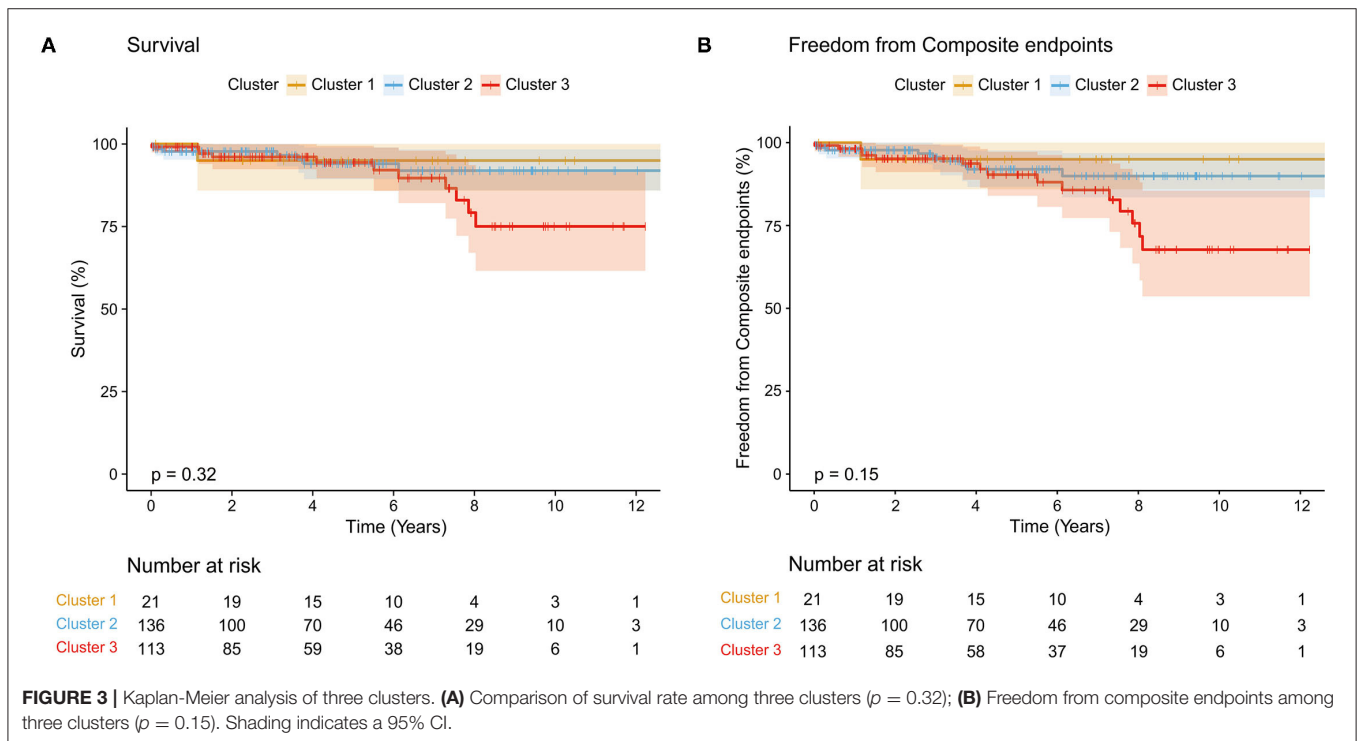 A Survival
Cluster Cluster 1 Cluster 2 Cluster 3
100
75
50
25
0
Survival (%)
p = 0.32
0 2 4 6 8 10 12
Time (Years)
Number at risk
Cluster 1 21 19 15 10 4 3 1
Cluster 2 136 100 70 46 29 10 3
Cluster 3 113 85 59 38 19 6 1
B Freedom from Composite endpoints
Cluster Cluster 1 Cluster 2 Cluster 3
100
75
50
25
0
Freedom from Composite endpoints (%)
p = 0.15
0 2 4 6 8 10 12
Time (Years)
Number at risk
Cluster 1 21 19 15 10 4 3 1
Cluster 2 136 100 70 46 29 10 3
Cluster 3 113 85 58 37 19 6 1
FIGURE 3 | Kaplan-Meier analysis of three clusters. (A) Comparison of survival rate among three clusters (p = 0.32); (B) Freedom from composite endpoints among
three clusters (p = 0.15). Shading indicates a 95% CI.